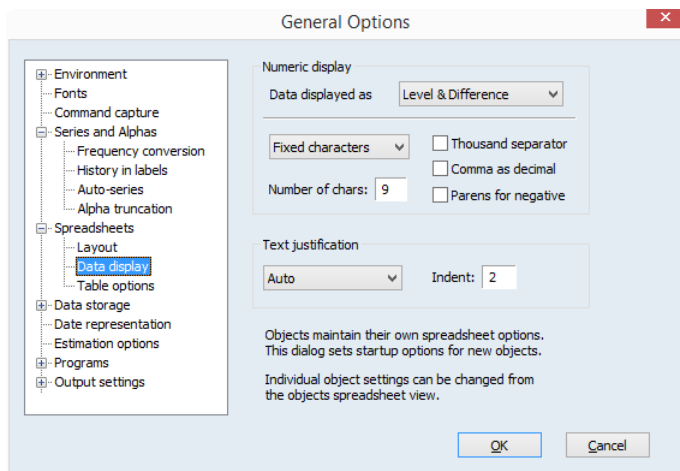 General Options
Environment
Fonts
Command capture
Series and Alphas
Frequency conversion
History in labels
Auto-series
Alpha truncation
Spreadsheets
Layout
Data display
Table options
Data storage
Date representation
Estimation options
Programs
Output settings
Numeric display
Data displayed as Level & Difference
Fixed characters
Thousand separator
Comma as decimal
Number of chars: 9
Parens for negative
Text justification
Auto Indent: 2
Objects maintain their own spreadsheet options.
This dialog sets startup options for new objects.
Individual object settings can be changed from
the objects spreadsheet view.
OK Cancel